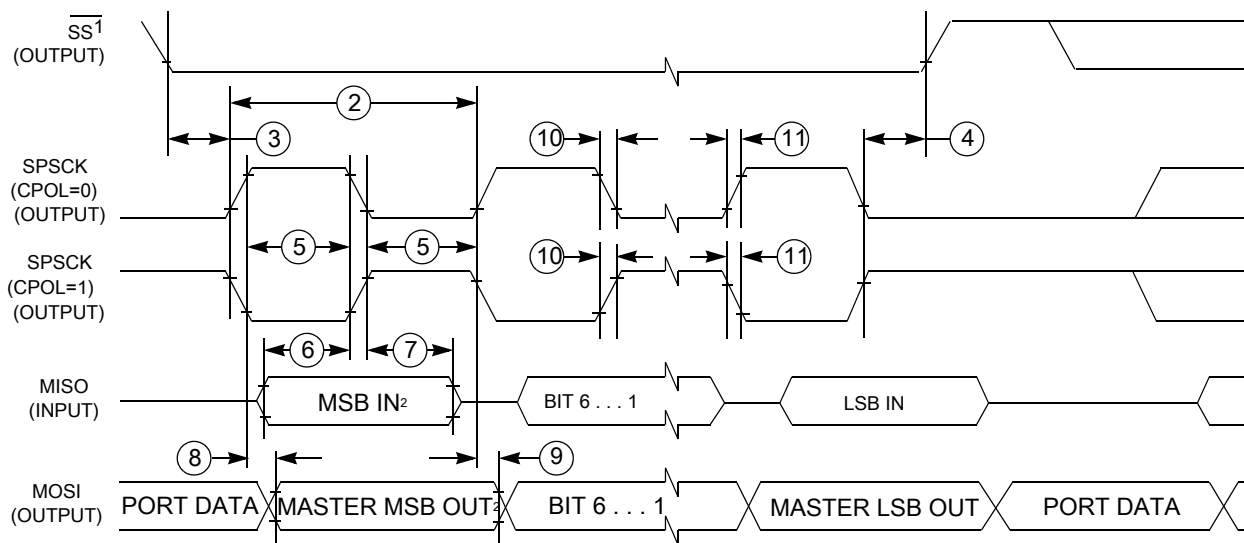 SS1
(OUTPUT)
2
3
10
11
4
SPSCK
(CPOL=0)
(OUTPUT)
5
5
10
11
SPSCK
(CPOL=1)
(OUTPUT)
6
7
MISO
(INPUT)
MSB IN2
BIT 6 . . . 1
LSB IN
8
9
MOSI
(OUTPUT)
PORT DATA
MASTER MSB OUT2
BIT 6 . . . 1
MASTER LSB OUT
PORT DATA